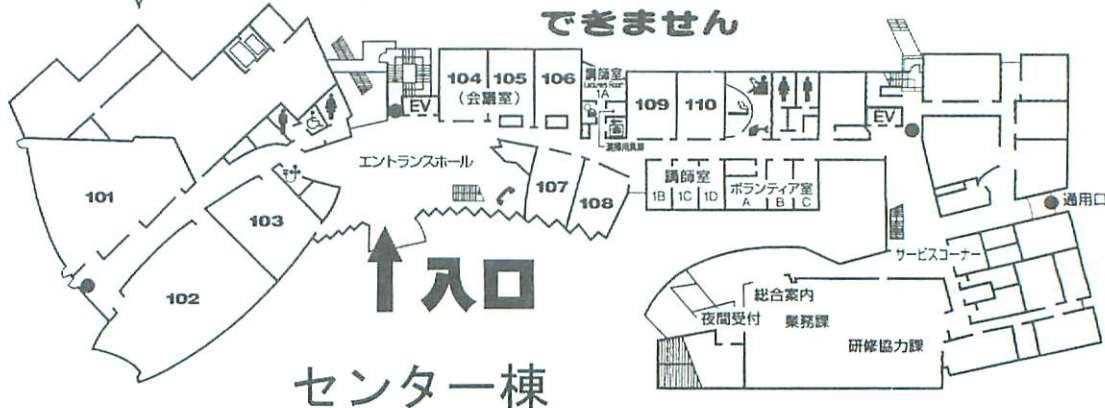 できません
104 105 106
(会議室)
講師室
1A
109 110
EV
EV
エントランスホール
101
103
102
107
108
講師室
1B 1C 1D
ボランティア室
A B C
通用口
サービスコーナー
入口
総合案内
夜間受付
業務課
研修協力課
センター棟